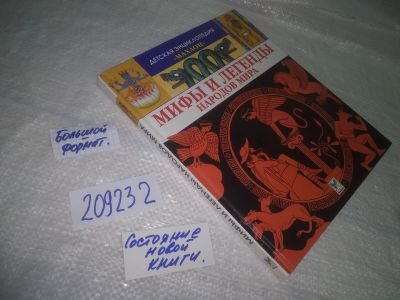 ДЕТСКАЯ ЭНЦИКЛОПЕДИЯ
«МАХАОН»
МИФЫ И ЛЕГЕНДЫ
НАРОДОВ МИРА
МИФЫ И ЛЕГЕНДЫ НАРОДОВ МИРА
Большой
формат.
209232
Состояние
новой
книги.